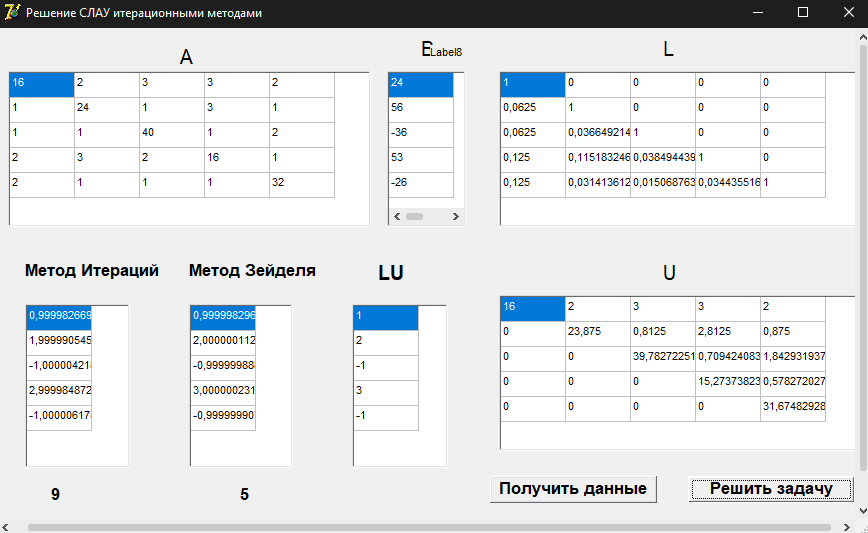 Решение СЛАУ итерационными методами
A
16 2 3 3 2
1 24 1 3 1
1 1 40 1 2
2 3 2 16 1
2 1 1 1 32
E Label8
24
56
-36
53
-26
L
1 0 0 0 0
0,0625 1 0 0 0
0,0625 0,036649214 1 0 0
0,125 0,115183246 0,038494439 1 0
0,125 0,031413612 0,015068763 0,034435516 1
Метод Итераций
0,999982669
1,999990545
-1,00000421
2,999984872
-1,00000617
9
Метод Зейделя
0,999998296
2,000000112
-0,99999988
3,000000231
-0,99999990
5
LU
1
2
-1
3
-1
U
16 2 3 3 2
0 23,875 0,8125 2,8125 0,875
0 0 39,78272251 0,709424083 1,842931937
0 0 0 15,27373823 0,578272027
0 0 0 0 31,67482928
Получить данные
Решить задачу